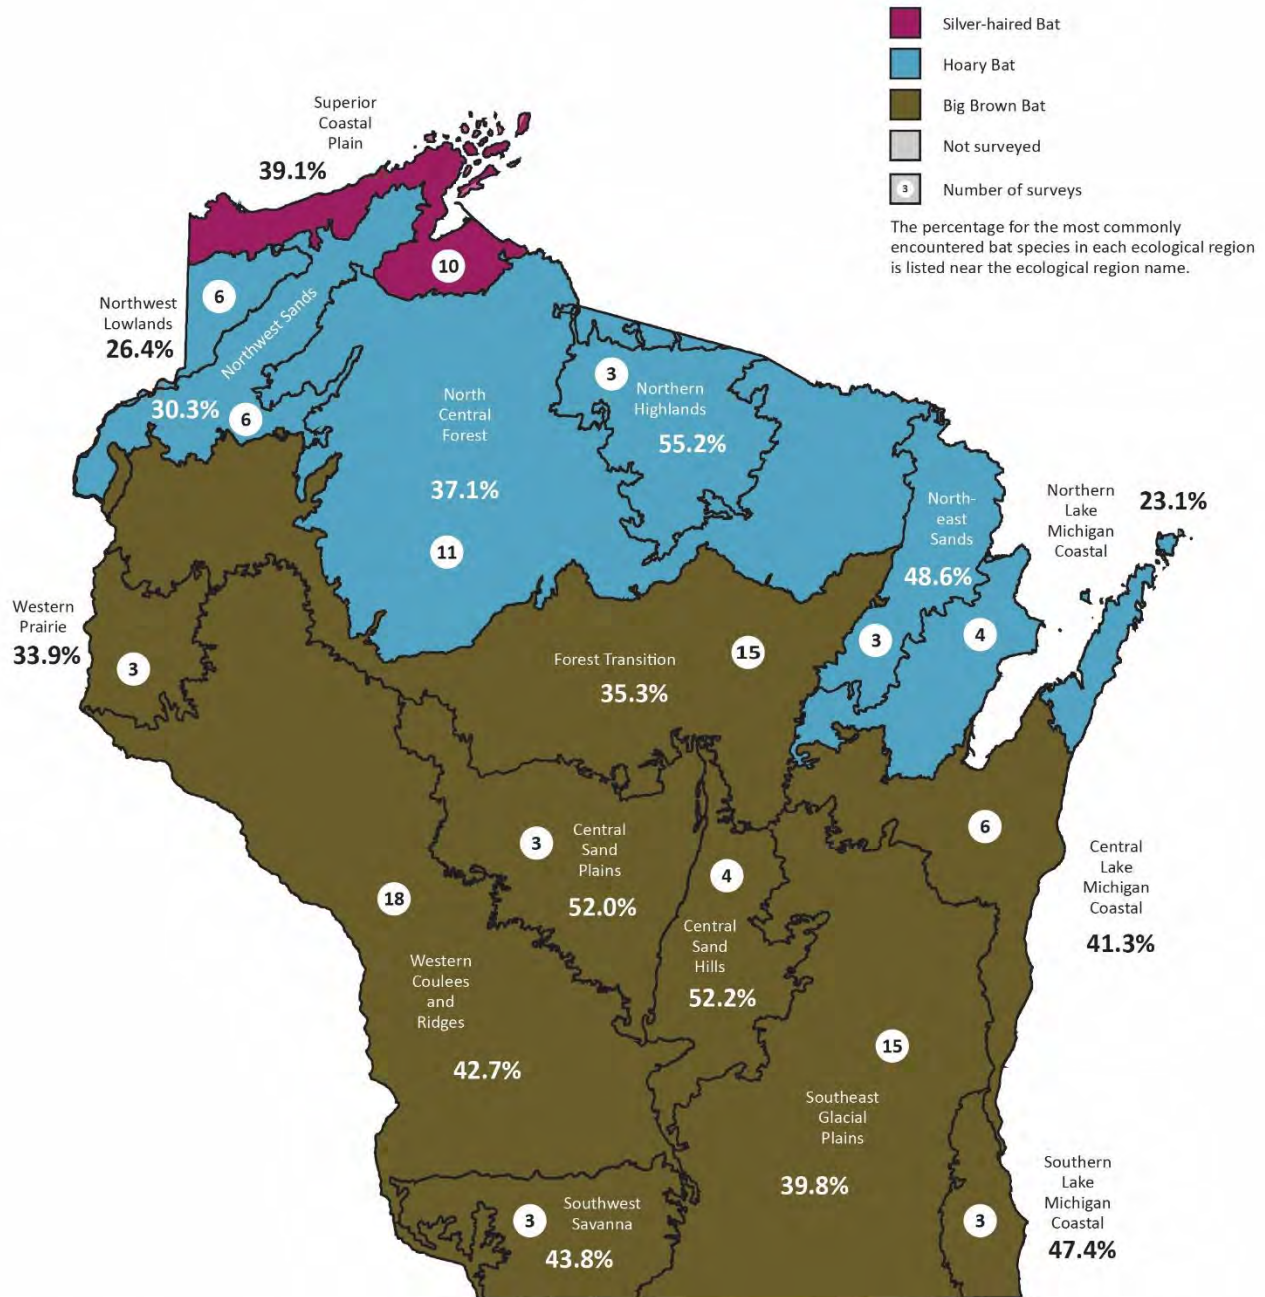 Silver-haired Bat
Hoary Bat
Big Brown Bat
Not surveyed
3
Number of surveys
The percentage for the most commonly
encountered bat species in each ecological region
is listed near the ecological region name.
Superior
Coastal
Plain
39.1%
10
6
Northwest
Lowlands
26.4%
Northwest Sands
30.3%
6
North
Central
Forest
37.1%
11
3
Northern
Highlands
55.2%
North-
east
Sands
48.6%
3
Northern
Lake
Michigan
Coastal
23.1%
4
Western
Prairie
33.9%
3
Forest Transition
35.3%
15
3
Central
Sand
Plains
52.0%
4
Central
Sand
Hills
52.2%
6
Central
Lake
Michigan
Coastal
41.3%
18
Western
Coulees
and
Ridges
42.7%
15
Southeast
Glacial
Plains
39.8%
3
Southwest
Savanna
43.8%
3
Southern
Lake
Michigan
Coastal
47.4%